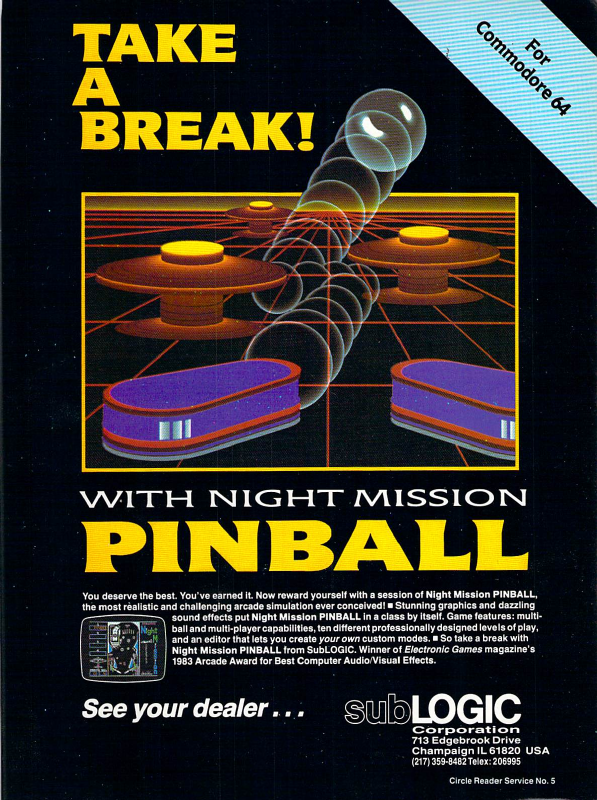 TAKE
A
BREAK!
For
Commodore 64
WITH NIGHT MISSION
PINBALL
You deserve the best. You've earned it. Now reward yourself with a session of Night Mission PINBALL,
the most realistic and challenging arcade simulation ever conceived! ■ Stunning graphics and dazzling
sound effects put Night Mission PINBALL in a class by itself. Game features: multi-
ball and multi-player capabilities, ten different professionally designed levels of play,
and an editor that lets you create your own custom modes. ■ So take a break with
Night Mission PINBALL from SubLOGIC. Winner of Electronic Games magazine's
1983 Arcade Award for Best Computer Audio/Visual Effects.
Night
See your dealer . . .
subLOGIC
Corporation
713 Edgebrook Drive
Champaign IL 61820 USA
(217) 359-8482 Telex: 206995
Circle Reader Service No. 5